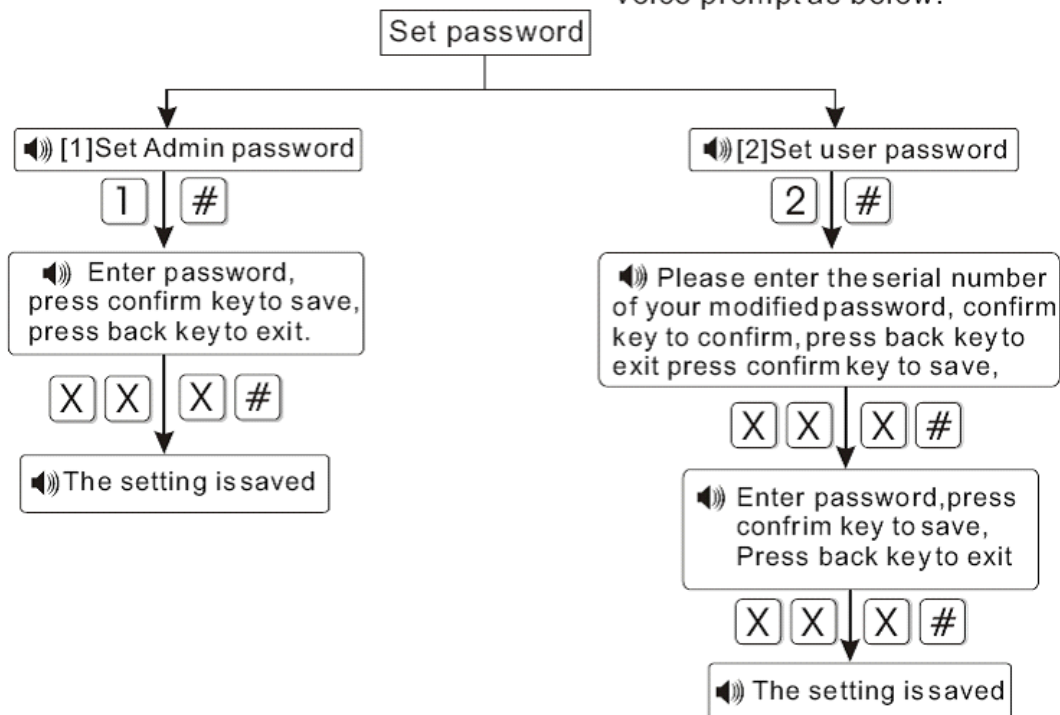 voice prompt as below:
Set password
[1]Set Admin password
1 #
Enter password,
press confirm key to save,
press back key to exit.
X X X #
The setting is saved
[2]Set user password
2 #
Please enter the serial number
of your modified password, confirm
key to confirm, press back key to
exit press confirm key to save,
X X X #
Enter password,press
confrim key to save,
Press back key to exit
X X X #
The setting is saved